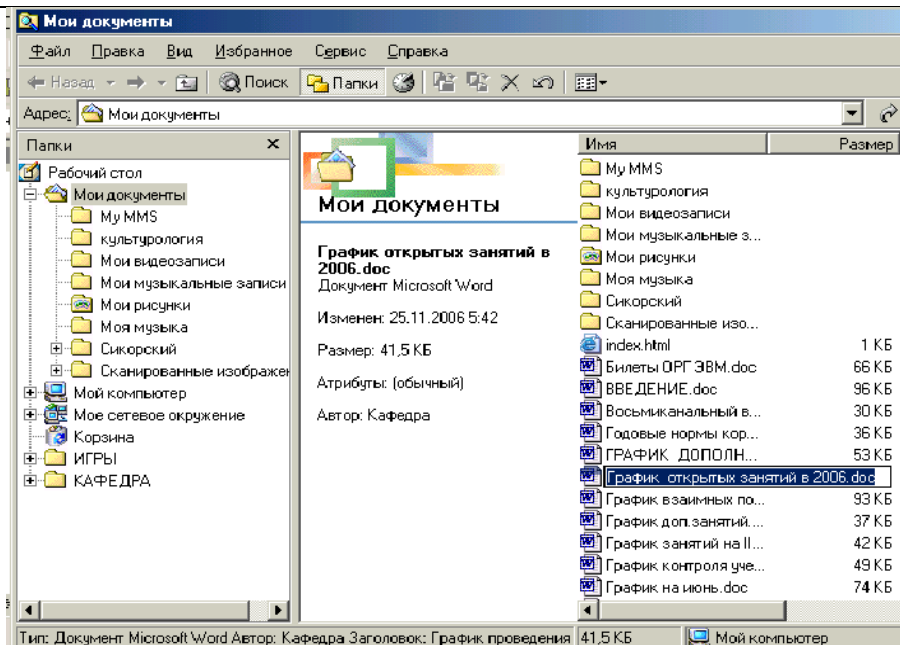 Мои документы
Файл Правка Вид Избранное Сервис Справка
Назад Поиск Папки
Адрес: Мои документы
Папки
Рабочий стол
Мои документы
My MMS
культурология
Мои видеозаписи
Мои музыкальные записи
Мои рисунки
Моя музыка
Сикорский
Сканированные изображен
Мой компьютер
Мое сетевое окружение
Корзина
ИГРЫ
КАФЕДРА
Мои документы
График открытых занятий в
2006.doc
Документ Microsoft Word
Изменен: 25.11.2006 5:42
Размер: 41,5 КБ
Атрибуты: (обычный)
Автор: Кафедра
Имя Размер
My MMS
культурология
Мои видеозаписи
Мои музыкальные з...
Мои рисунки
Моя музыка
Сикорский
Сканированные изо...
index.html 1 КБ
Билеты ОРГ ЭВМ.doc 66 КБ
ВВЕДЕНИЕ.doc 96 КБ
Восьмиканальный в... 30 КБ
Годовые нормы кор... 36 КБ
ГРАФИК ДОПОЛН... 53 КБ
График открытых занятий в 2006.doc
График взаимных по... 93 КБ
График доп.занятий.... 37 КБ
График занятий на II... 42 КБ
График контроля уче... 49 КБ
График на июнь.doc 74 КБ
Тип: Документ Microsoft Word Автор: Кафедра Заголовок: График проведения 41,5 КБ Мой компьютер